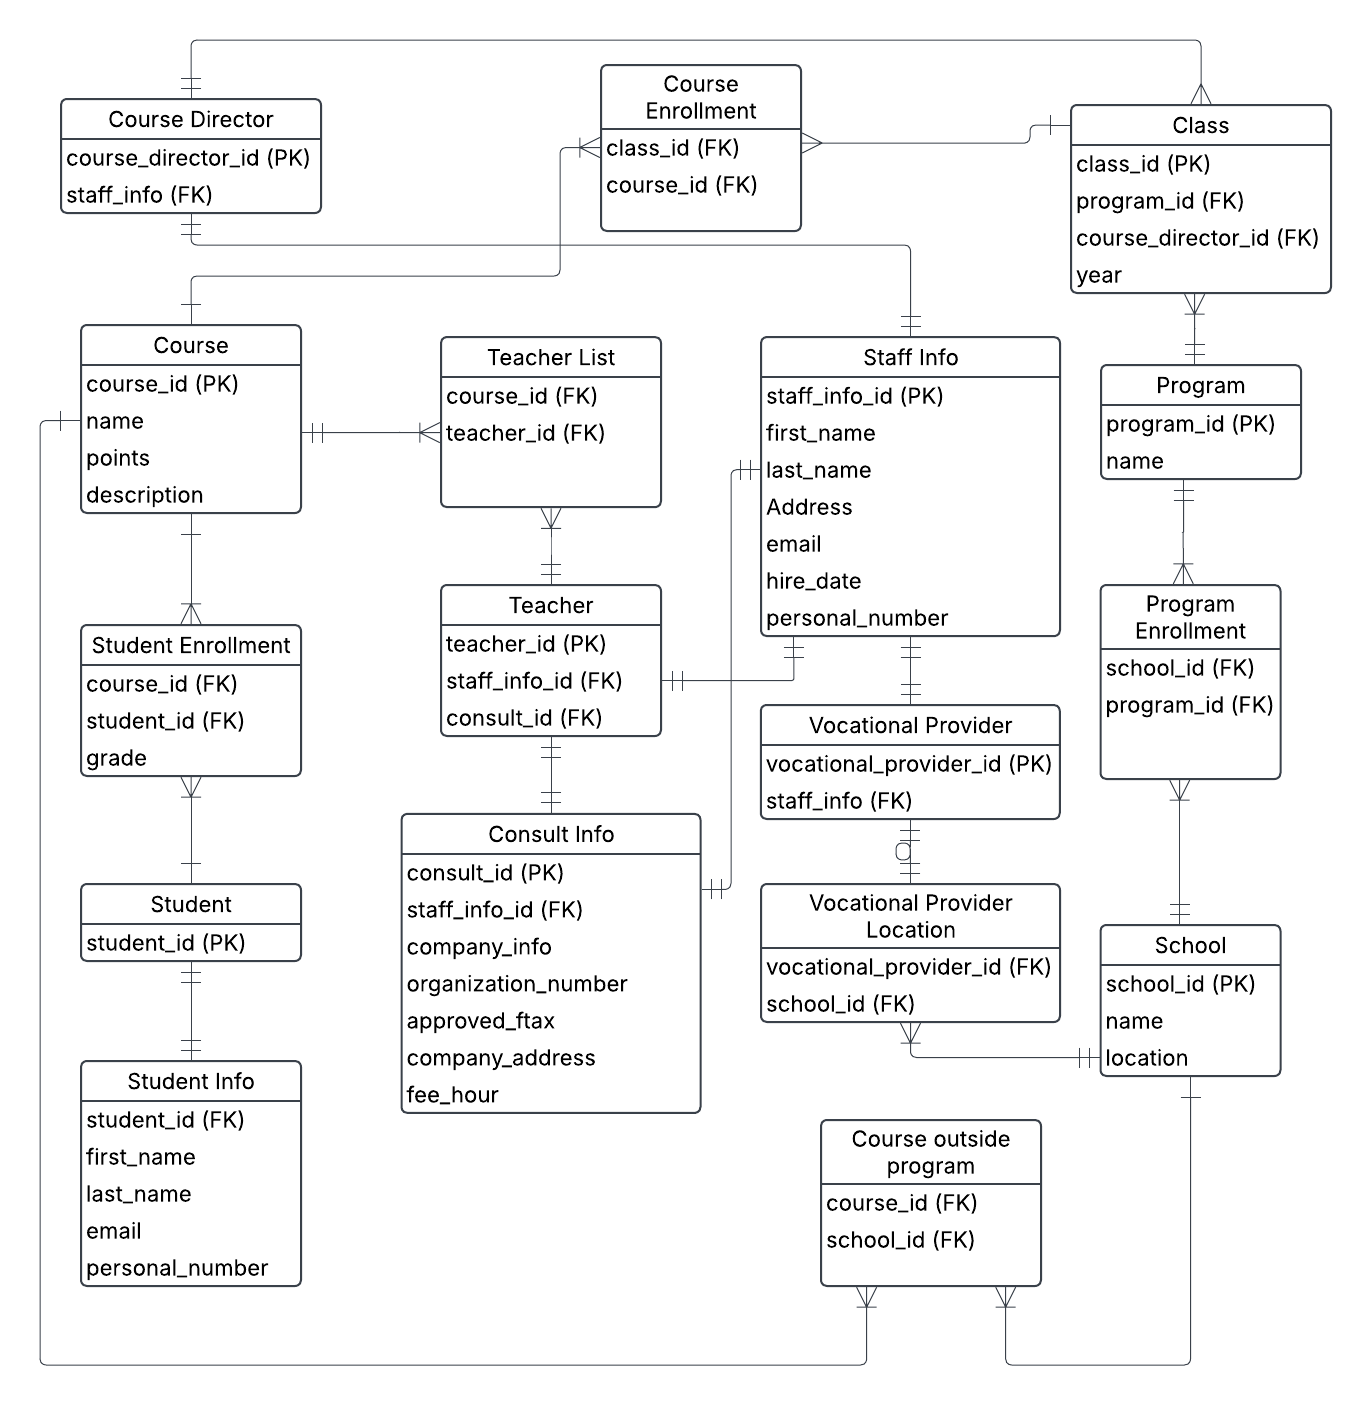 Course Director
course_director_id (PK)
staff_info (FK)
Course
Enrollment
class_id (FK)
course_id (FK)
Class
class_id (PK)
program_id (FK)
course_director_id (FK)
year
Course
course_id (PK)
name
points
description
Teacher List
course_id (FK)
teacher_id (FK)
Staff Info
staff_info_id (PK)
first_name
last_name
Address
email
hire_date
personal_number
Program
program_id (PK)
name
Student Enrollment
course_id (FK)
student_id (FK)
grade
Teacher
teacher_id (PK)
staff_info_id (FK)
consult_id (FK)
Vocational Provider
vocational_provider_id (PK)
staff_info (FK)
Program
Enrollment
school_id (FK)
program_id (FK)
Student
student_id (PK)
Consult Info
consult_id (PK)
staff_info_id (FK)
company_info
organization_number
approved_ftax
company_address
fee_hour
Vocational Provider
Location
vocational_provider_id (FK)
school_id (FK)
School
school_id (PK)
name
location
Student Info
student_id (FK)
first_name
last_name
email
personal_number
Course outside
program
course_id (FK)
school_id (FK)